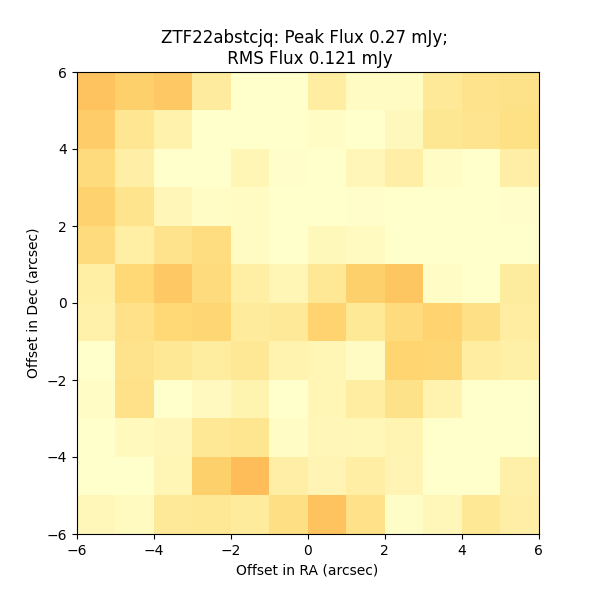 ZTF22abstcjq: Peak Flux 0.27 mJy;
RMS Flux 0.121 mJy
6
4
2
0
−2
−4
−6
Offset in Dec (arcsec)
−6 −4 −2 0 2 4 6
Offset in RA (arcsec)